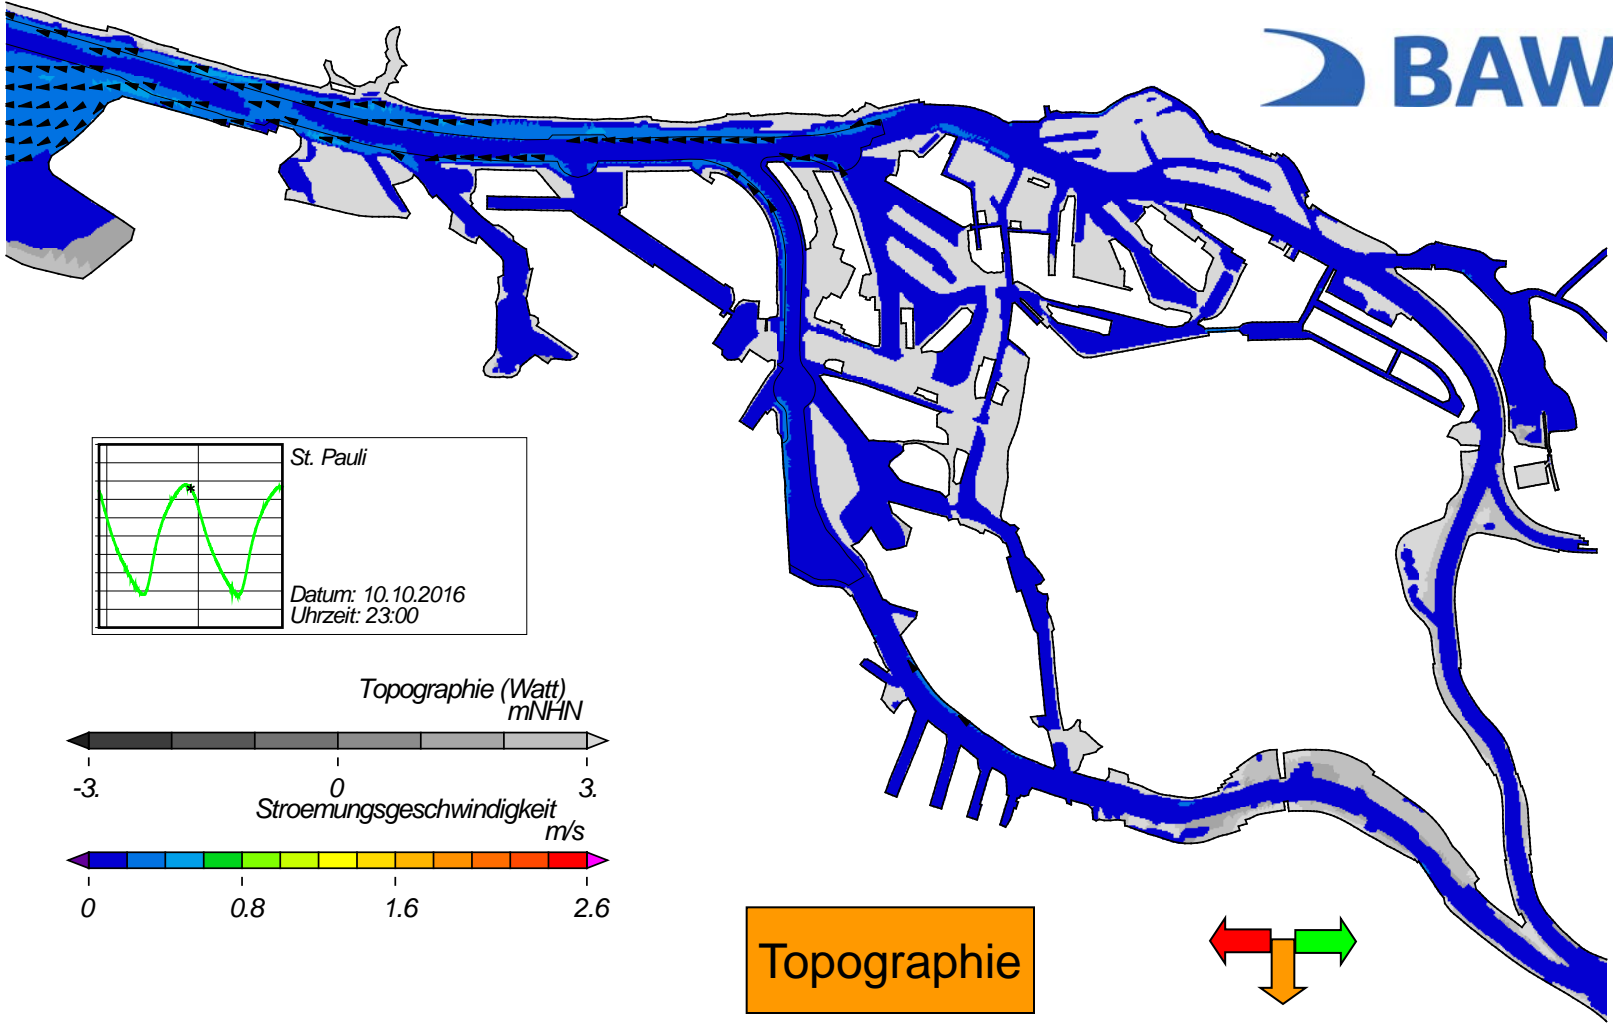 BAW
St. Pauli
Datum: 10.10.2016
Uhrzeit: 23:00
Topographie (Watt)
mNHN
-3. 0 3.
Stroemungsgeschwindigkeit
m/s
0 0.8 1.6 2.6
Topographie